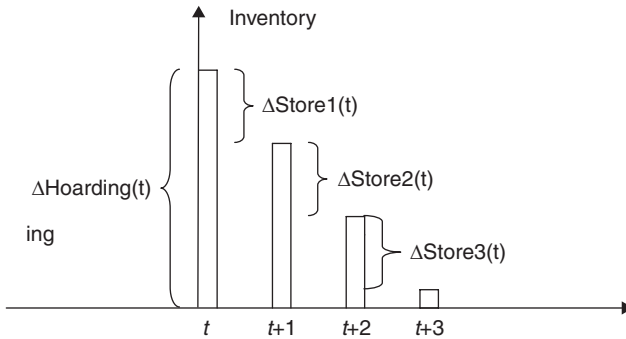 Inventory
ΔStore1(t)
ΔStore2(t)
ΔHoarding(t)
ing
ΔStore3(t)
t t+1 t+2 t+3